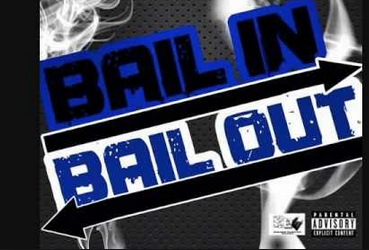 BAIL IN
BAIL OUT
PARENTAL
ADVISORY
EXPLICIT CONTENT